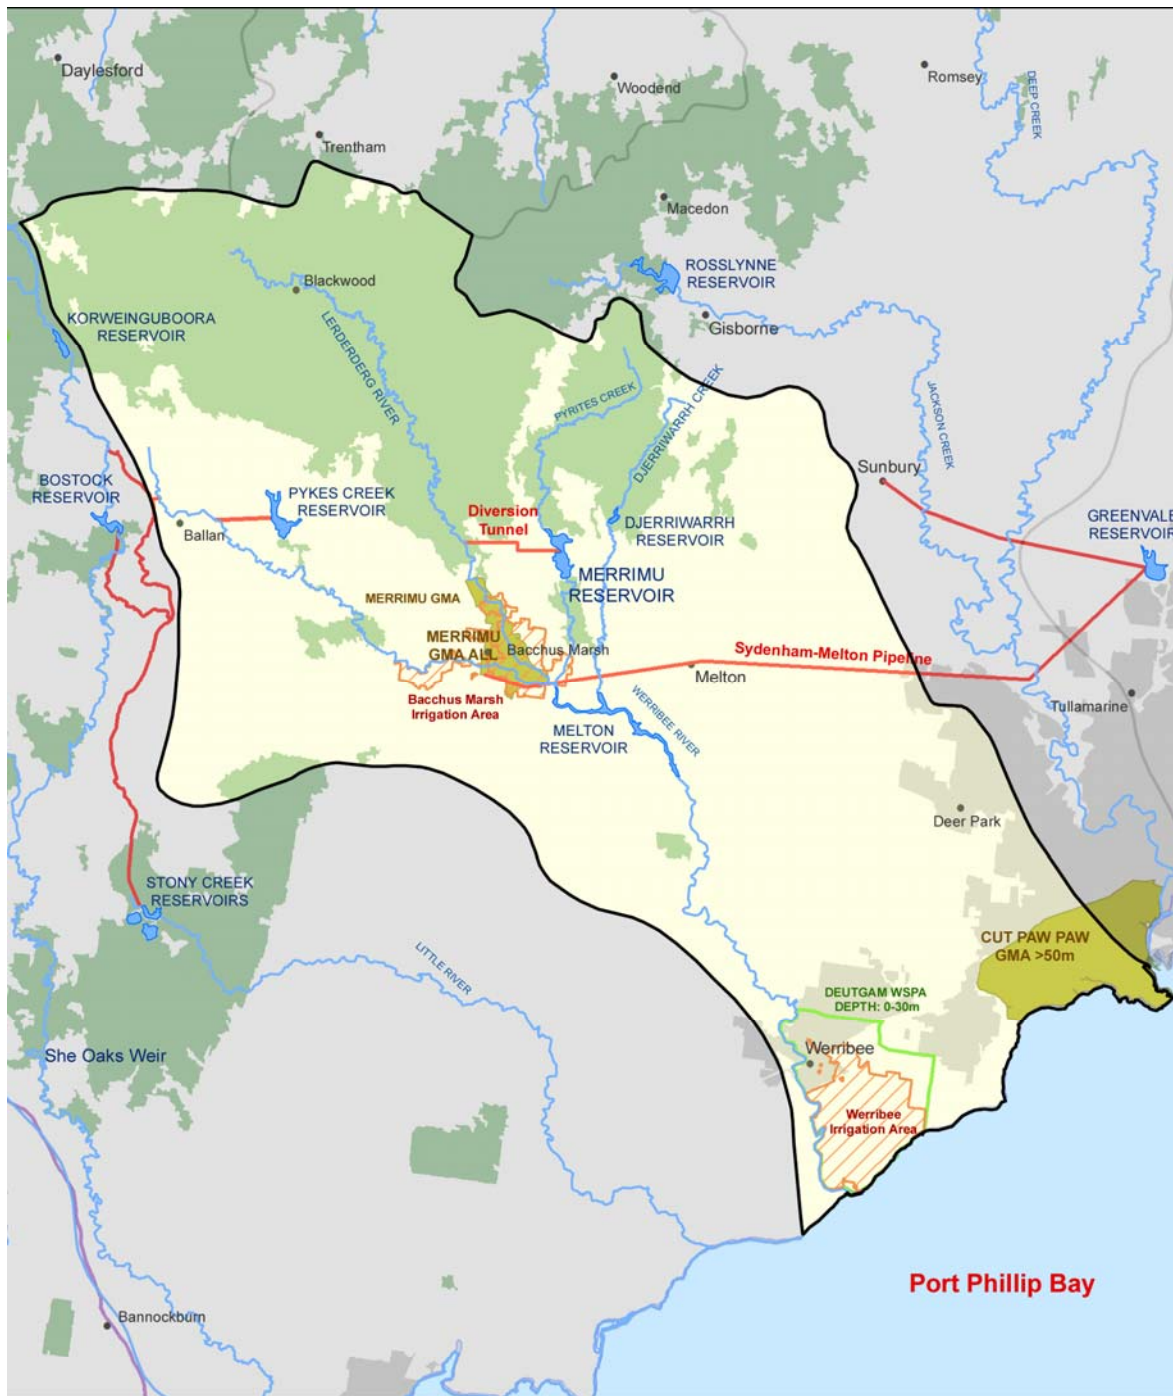 Daylesford
Woodend
Romsey
DEEP CREEK
Trentham
Macedon
ROSSLYNNE
RESERVOIR
Blackwood
KORWEINGUBOORA
RESERVOIR
Gisborne
LERDERDERG RIVER
PYRITES CREEK
DJERRIWARRH CREEK
JACKSON CREEK
Sunbury
BOSTOCK
RESERVOIR
PYKES CREEK
RESERVOIR
Ballan
Diversion
Tunnel
DJERRIWARRH
RESERVOIR
GREENVALE
RESERVOIR
MERRIMU
RESERVOIR
MERRIMU GMA
MERRIMU
GMA ALL
Bacchus Marsh
Sydenham-Melton Pipeline
Melton
Bacchus Marsh
Irrigation Area
WERRIBEE RIVER
Tullamarine
MELTON
RESERVOIR
Deer Park
STONY CREEK
RESERVOIRS
CUT PAW PAW
GMA >50m
LITTLE RIVER
DEUTGAM WSPA
DEPTH: 0-30m
She Oaks Weir
Werribee
Werribee
Irrigation Area
Port Phillip Bay
Bannockburn